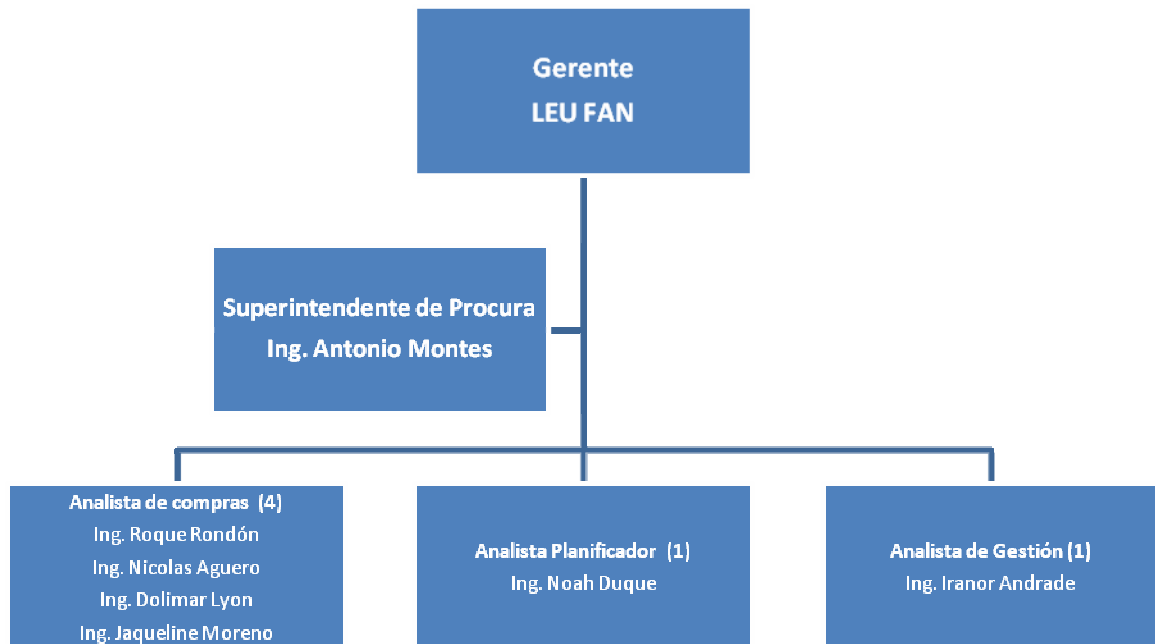 Gerente
LEU FAN
Superintendente de Procura
Ing. Antonio Montes
Analista de compras (4)
Ing. Roque Rondón
Ing. Nicolas Aguero
Ing. Dolimar Lyon
Ing. Jaqueline Moreno
Analista Planificador (1)
Ing. Noah Duque
Analista de Gestión (1)
Ing. Iranor Andrade